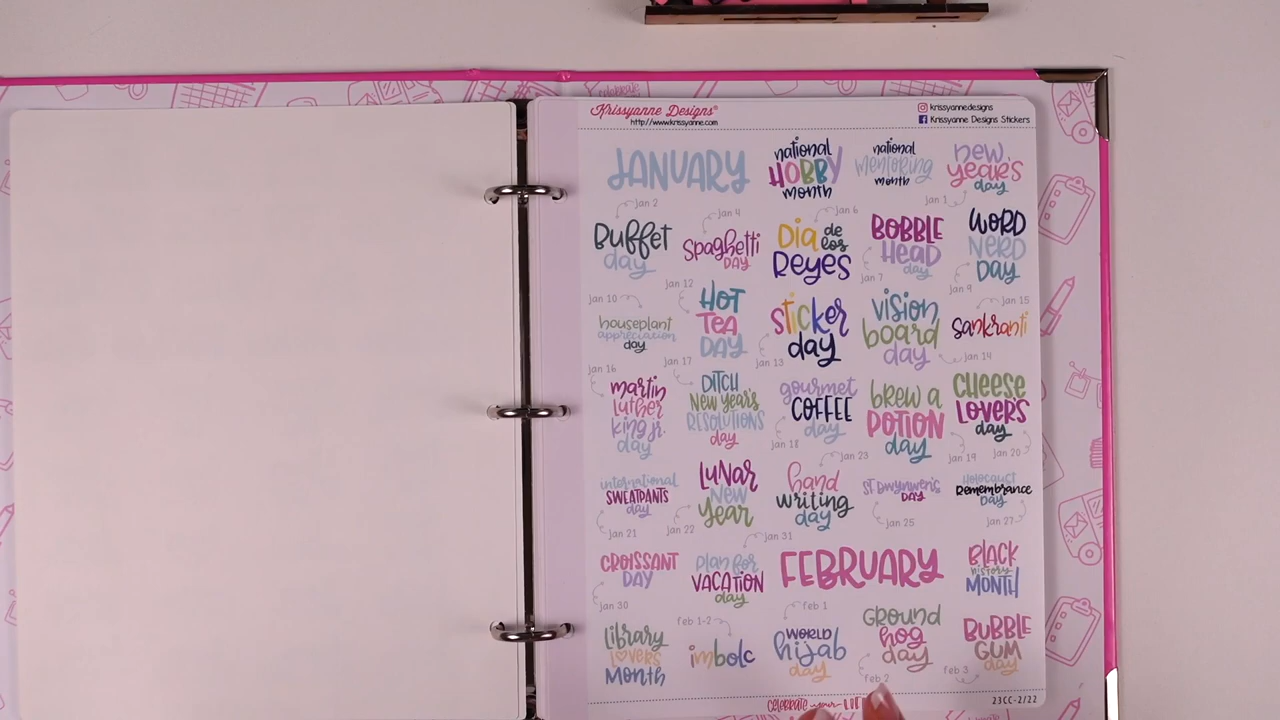 Krissyanne Designs®
http://www.krissyanne.com
krissyannedesigns
Krissyanne Designs Stickers
JANUARY
national
HOBBY
month
national
mentoring
month
new
year's
day
jan 1
jan 2
Buffet
day
jan 4
Spaghetti
DAY
jan 6
Dia de
los
Reyes
BOBBLE
HEAD
day
jan 7
WORD
NERD
DAY
jan 9
jan 10
houseplant
appreciation
day
jan 12
HOT
TEA
DAY
sticker
day
jan 13
vision
board
day
jan 14
jan 15
sankranti
jan 16
martin
luther
king jr.
day
jan 17
DITCH
New Year's
RESOLUTIONS
day
gourmet
COFFEE
day
jan 18
brew a
POTION
day
jan 19
CHEESE
LOVERS
day
jan 20
international
SWEATPANTS
day
jan 21
LUNAR
New
Year
jan 22
jan 23
hand
writing
day
ST DWYNWEN'S
DAY
jan 25
HOLOCAUST
Remembrance
DAY
jan 27
CROISSANT
DAY
jan 30
jan 31
plan for
VACATION
day
FEBRUARY
BLACK
history
MONTH
Library
LOVERS
Month
feb 1-2
imbolc
feb 1
WORLD
hijab
day
GROUND
hog
day
feb 2
BUBBLE
GUM
day
feb 3
CELEBRATE your
23CC-2/22
celebrate